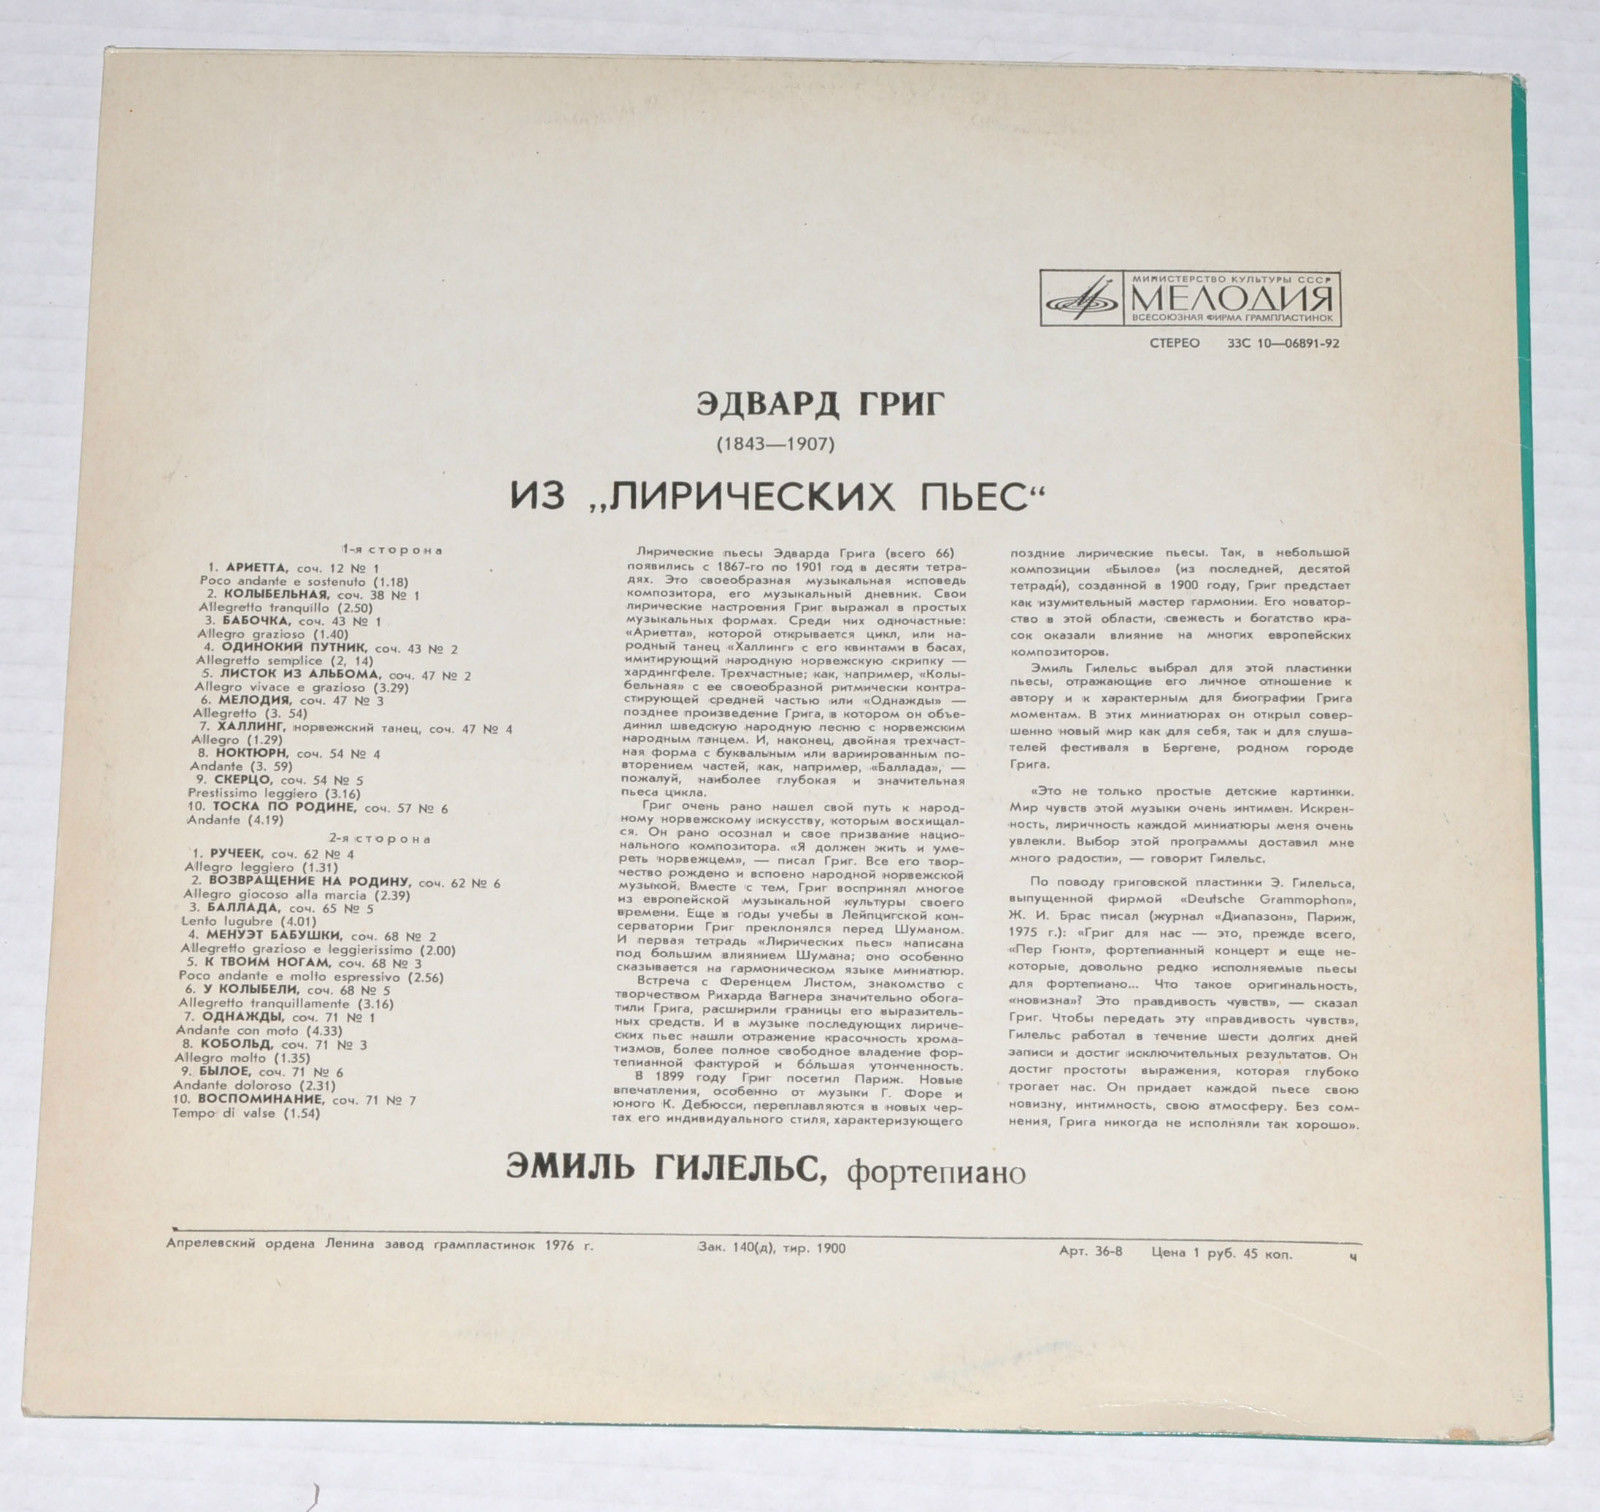 МИНИСТЕРСТВО КУЛЬТУРЫ СССР
МЕЛОДИЯ
ВСЕСОЮЗНАЯ ФИРМА ГРАМПЛАСТИНОК
СТЕРЕО 33С 10—06891-92
ЭДВАРД ГРИГ
(1843—1907)
ИЗ „ЛИРИЧЕСКИХ ПЬЕС“
1-я сторона
1. АРИЕТТА, соч. 12 № 1
Poco andante e sostenuto (1.18)
2. КОЛЫБЕЛЬНАЯ, соч. 38 № 1
Allegretto tranquillo (2.50)
3. БАБОЧКА, соч. 43 № 1
Allegro grazioso (1.40)
4. ОДИНОКИЙ ПУТНИК, соч. 43 № 2
Allegretto semplice (2, 14)
5. ЛИСТОК ИЗ АЛЬБОМА, соч. 47 № 2
Allegro vivace e grazioso (3.29)
6. МЕЛОДИЯ, соч. 47 № 3
Allegretto (3. 54)
7. ХАЛЛИНГ, норвежский танец, соч. 47 № 4
Allegro (1.29)
8. НОКТЮРН, соч. 54 № 4
Andante (3. 59)
9. СКЕРЦО, соч. 54 № 5
Prestissimo leggiero (3.16)
10. ТОСКА ПО РОДИНЕ, соч. 57 № 6
Andante (4.19)
2-я сторона
1. РУЧЕЕК, соч. 62 № 4
Allegro leggiero (1.31)
2. ВОЗВРАЩЕНИЕ НА РОДИНУ, соч. 62 № 6
Allegro giocoso alla marcia (2.39)
3. БАЛЛАДА, соч. 65 № 5
Lento lugubre (4.01)
4. МЕНУЭТ БАБУШКИ, соч. 68 № 2
Allegretto grazioso e leggierissimo (2.00)
5. К ТВОИМ НОГАМ, соч. 68 № 3
Poco andante e molto espressivo (2.56)
6. У КОЛЫБЕЛИ, соч. 68 № 5
Allegretto tranquillamente (3.16)
7. ОДНАЖДЫ, соч. 71 № 1
Andante con moto (4.33)
8. КОБОЛЬД, соч. 71 № 3
Allegro molto (1.35)
9. БЫЛОЕ, соч. 71 № 6
Andante doloroso (2.31)
10. ВОСПОМИНАНИЕ, соч. 71 № 7
Tempo di valse (1.54)
Лирические пьесы Эдварда Грига (всего 66)
появились с 1867-го по 1901 год в десяти тетра-
дях. Это своеобразная музыкальная исповедь
композитора, его музыкальный дневник. Свои
лирические настроения Григ выражал в простых
музыкальных формах. Среди них одночастные:
«Ариетта», которой открывается цикл, или на-
родный танец «Халлинг» с его квинтами в басах,
имитирующий народную норвежскую скрипку —
хардингфеле. Трехчастные; как, например, «Колы-
бельная» с ее своеобразной ритмически контра-
стирующей средней частью или «Однажды» —
позднее произведение Грига, в котором он объе-
динил шведскую народную песню с норвежским
народным танцем. И, наконец, двойная трехчаст-
ная форма с буквальным или варьированным по-
вторением частей, как, например, «Баллада», —
пожалуй, наиболее глубокая и значительная
пьеса цикла.
Григ очень рано нашел свой путь к народ-
ному норвежскому искусству, которым восхищал-
ся. Он рано осознал и свое призвание нацио-
нального композитора. «Я должен жить и уме-
реть норвежцем», — писал Григ. Все его твор-
чество рождено и вспоено народной норвежской
музыкой. Вместе с тем, Григ воспринял многое
из европейской музыкальной культуры своего
времени. Еще в годы учебы в Лейпцигской кон-
серватории Григ преклонялся перед Шуманом.
И первая тетрадь «Лирических пьес» написана
под большим влиянием Шумана; оно особенно
сказывается на гармоническом языке миниатюр.
Встреча с Ференцем Листом, знакомство с
творчеством Рихарда Вагнера значительно обога-
тили Грига, расширили границы его выразитель-
ных средств. И в музыке последующих лириче-
ских пьес нашли отражение красочность хрома-
тизмов, более полное свободное владение фор-
тепианной фактурой и бо́льшая утонченность.
В 1899 году Григ посетил Париж. Новые
впечатления, особенно от музыки Г. Форе и
юного К. Дебюсси, переплавляются в новых чер-
тах его индивидуального стиля, характеризующего
поздние лирические пьесы. Так, в небольшой
композиции «Былое» (из последней, десятой
тетради), созданной в 1900 году, Григ предстает
как изумительный мастер гармонии. Его новатор-
ство в этой области, свежесть и богатство кра-
сок оказали влияние на многих европейских
композиторов.
Эмиль Гилельс выбрал для этой пластинки
пьесы, отражающие его личное отношение к
автору и к характерным для биографии Грига
моментам. В этих миниатюрах он открыл совер-
шенно новый мир как для себя, так и для слуша-
телей фестиваля в Бергене, родном городе
Грига.
«Это не только простые детские картинки.
Мир чувств этой музыки очень интимен. Искрен-
ность, лиричность каждой миниатюры меня очень
увлекли. Выбор этой программы доставил мне
много радости», — говорит Гилельс.
По поводу григовской пластинки Э. Гилельса,
выпущенной фирмой «Deutsche Grammophon»,
Ж. И. Брас писал (журнал «Диапазон», Париж,
1975 г.): «Григ для нас — это, прежде всего,
«Пер Гюнт», фортепианный концерт и еще не-
которые, довольно редко исполняемые пьесы
для фортепиано... Что такое оригинальность,
«новизна»? Это правдивость чувств», — сказал
Григ. Чтобы передать эту «правдивость чувств»,
Гилельс работал в течение шести долгих дней
записи и достиг исключительных результатов. Он
достиг простоты выражения, которая глубоко
трогает нас. Он придает каждой пьесе свою
новизну, интимность, свою атмосферу. Без сом-
нения, Грига никогда не исполняли так хорошо».
ЭМИЛЬ ГИЛЕЛЬС, фортепиано
Апрелевский ордена Ленина завод грампластинок 1976 г. Зак. 140(д), тир. 1900 Арт. 36-8 Цена 1 руб. 45 коп. ч